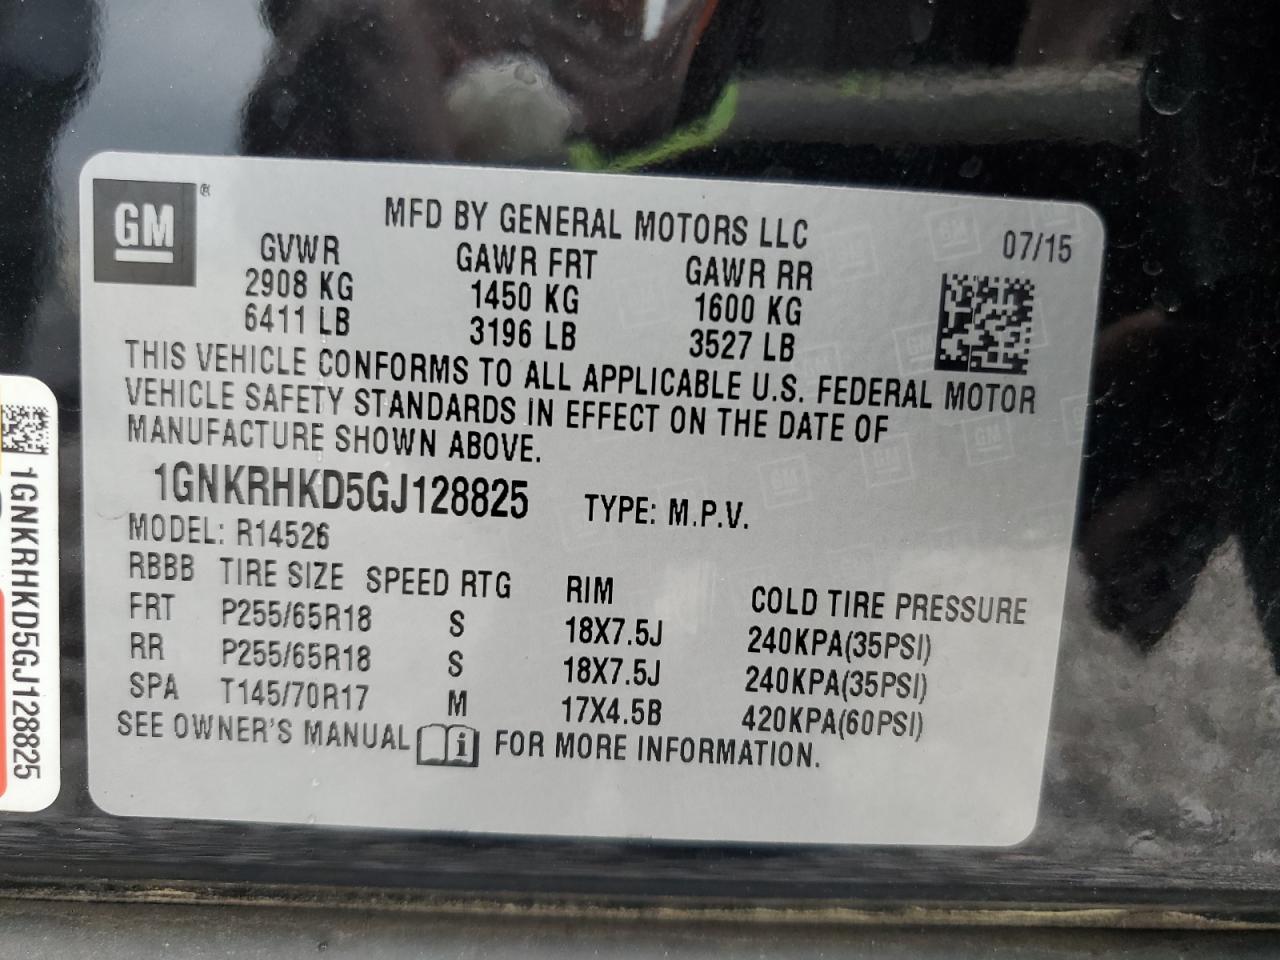 GM ®
MFD BY GENERAL MOTORS LLC
07/15
GVWR GAWR FRT GAWR RR
2908 KG 1450 KG 1600 KG
6411 LB 3196 LB 3527 LB
THIS VEHICLE CONFORMS TO ALL APPLICABLE U.S. FEDERAL MOTOR
VEHICLE SAFETY STANDARDS IN EFFECT ON THE DATE OF
MANUFACTURE SHOWN ABOVE.
1GNKRHKD5GJ128825 TYPE: M.P.V.
MODEL: R14526
RBBB TIRE SIZE SPEED RTG RIM COLD TIRE PRESSURE
FRT P255/65R18 S 18X7.5J 240KPA(35PSI)
RR P255/65R18 S 18X7.5J 240KPA(35PSI)
SPA T145/70R17 M 17X4.5B 420KPA(60PSI)
SEE OWNER'S MANUAL i FOR MORE INFORMATION.
1GNKRHKD5GJ128825